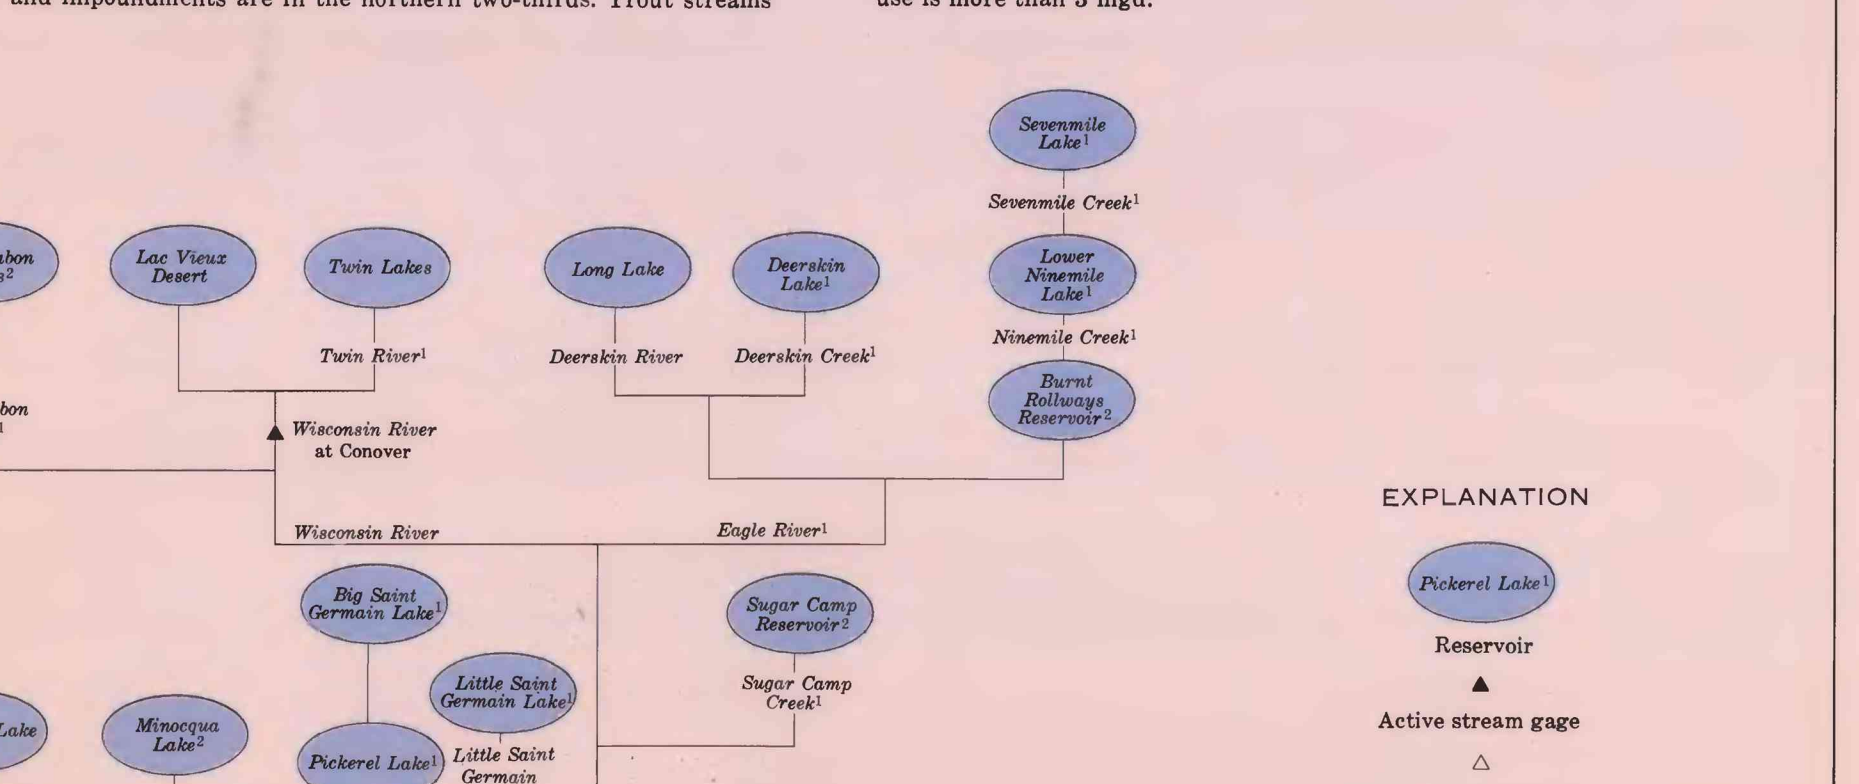 and impoundments are in the northern two-thirds. Trout streams
use is more than 3 mgd.
Sevenmile
Lake¹
Sevenmile Creek¹
Lac Vieux
Desert
Twin Lakes
Long Lake
Deerskin
Lake¹
Lower
Ninemile
Lake¹
Twin River¹
Deerskin River
Deerskin Creek¹
Ninemile Creek¹
Burnt
Rollways
Reservoir²
Wisconsin River
at Conover
EXPLANATION
Wisconsin River
Eagle River¹
Pickerel Lake¹
Reservoir
Active stream gage
Big Saint
Germain Lake¹
Sugar Camp
Reservoir²
Little Saint
Germain Lake¹
Sugar Camp
Creek¹
Lake
Minocqua
Lake²
Pickerel Lake¹
Little Saint
Germain